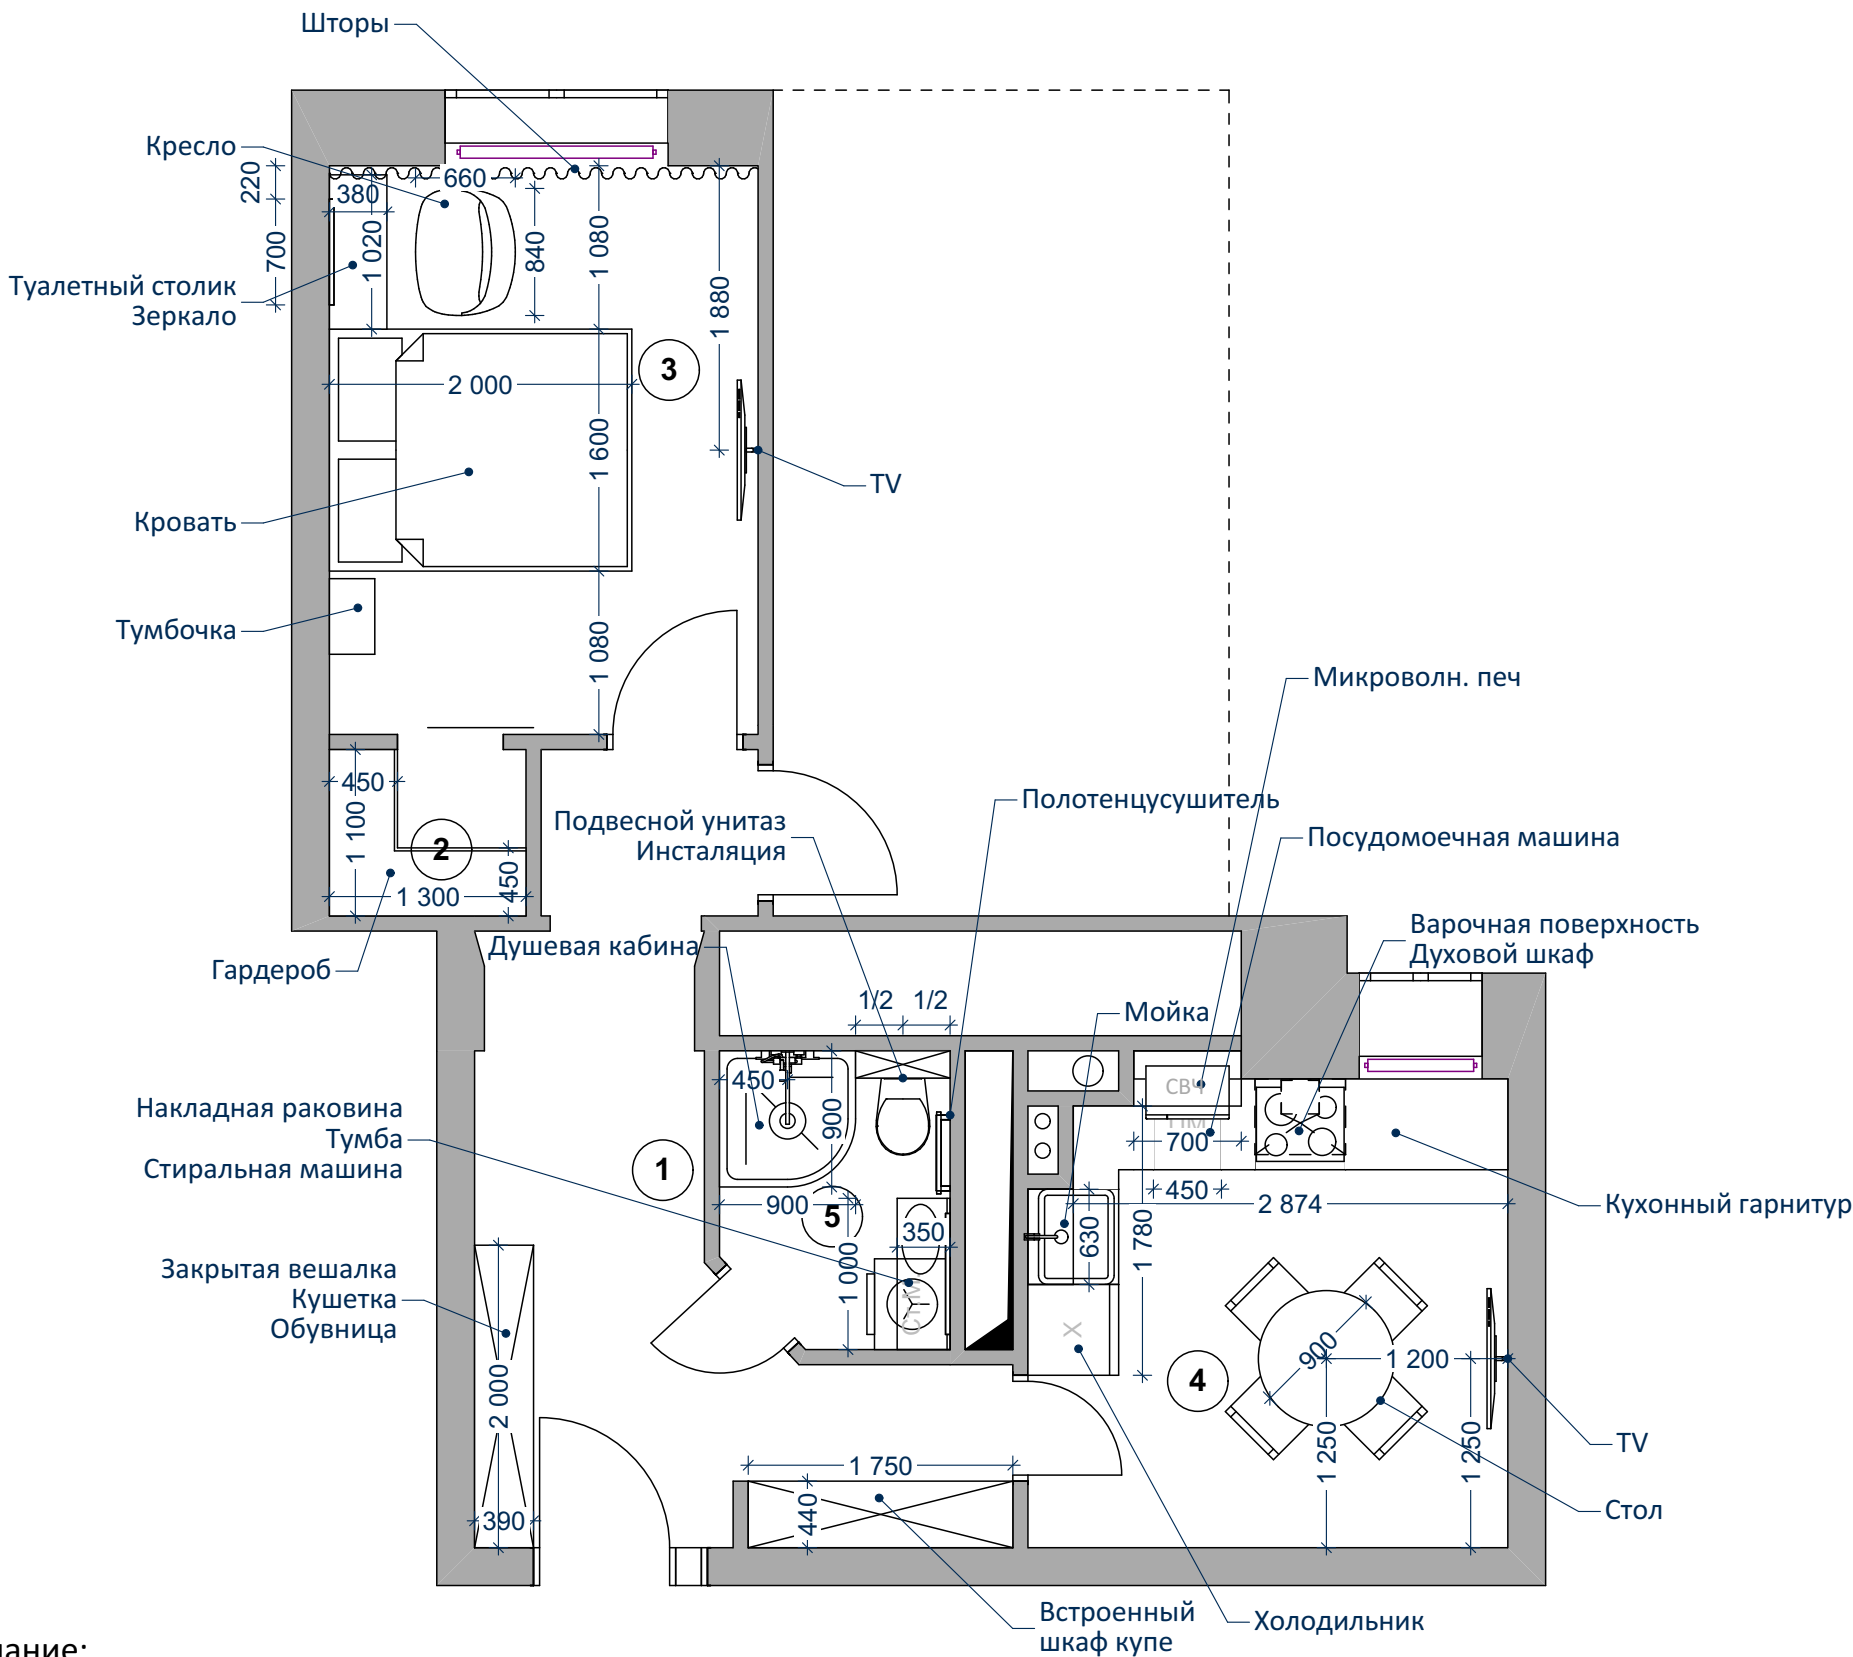 Шторы
Кресло
220
660
380
700
1 020
840
1 080
1 880
Туалетный столик
Зеркало
3
2 000
1 600
TV
Кровать
Тумбочка
1 080
Микроволн. печ
450
1 100
2
1 300
450
Подвесной унитаз
Инсталяция
Полотенцусушитель
Посудомоечная машина
Гардероб
Душевая кабина
1/2
1/2
Мойка
Варочная поверхность
Духовой шкаф
450
900
СВЧ
ПМ
700
Накладная раковина
Тумба
Стиральная машина
1
900
5
350
450
2 874
Кухонный гарнитур
630
1 780
1 000
Ст.М.
Закрытая вешалка
Кушетка
Обувница
2 000
390
Х
900
1 200
4
1 250
1 250
TV
1 750
440
Стол
Встроенный
шкаф купе
Холодильник
ание: